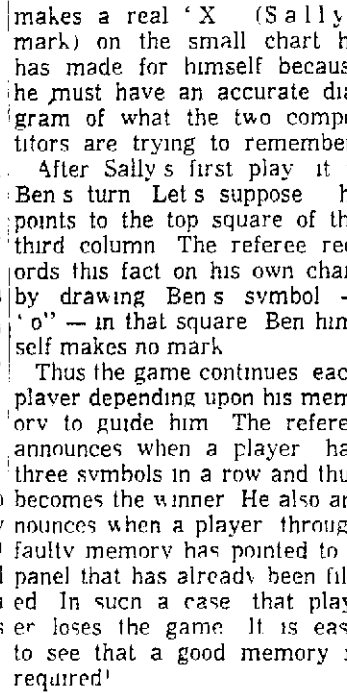 makes a real ‘X (Sally
mark) on the small chart h
has made for himself becaus
he must have an accurate dia
gram of what the two compe
titors are trying to remember
After Sally s first play it
Ben s turn Let s suppose h
points to the top square of th
third column The referee rec
ords this fact on his own char
by drawing Ben s symbol -
‘ o” — in that square Ben him
self makes no mark
Thus the game continues eac
player depending upon his mem
ory to guide him The refere
announces when a player ha
three symbols in a row and thu
becomes the winner He also an
nounces when a player throug
faulty memory has pointed to
panel that has already been fil
ed In such a case that play
er loses the game It is eas
to see that a good memory i
required!